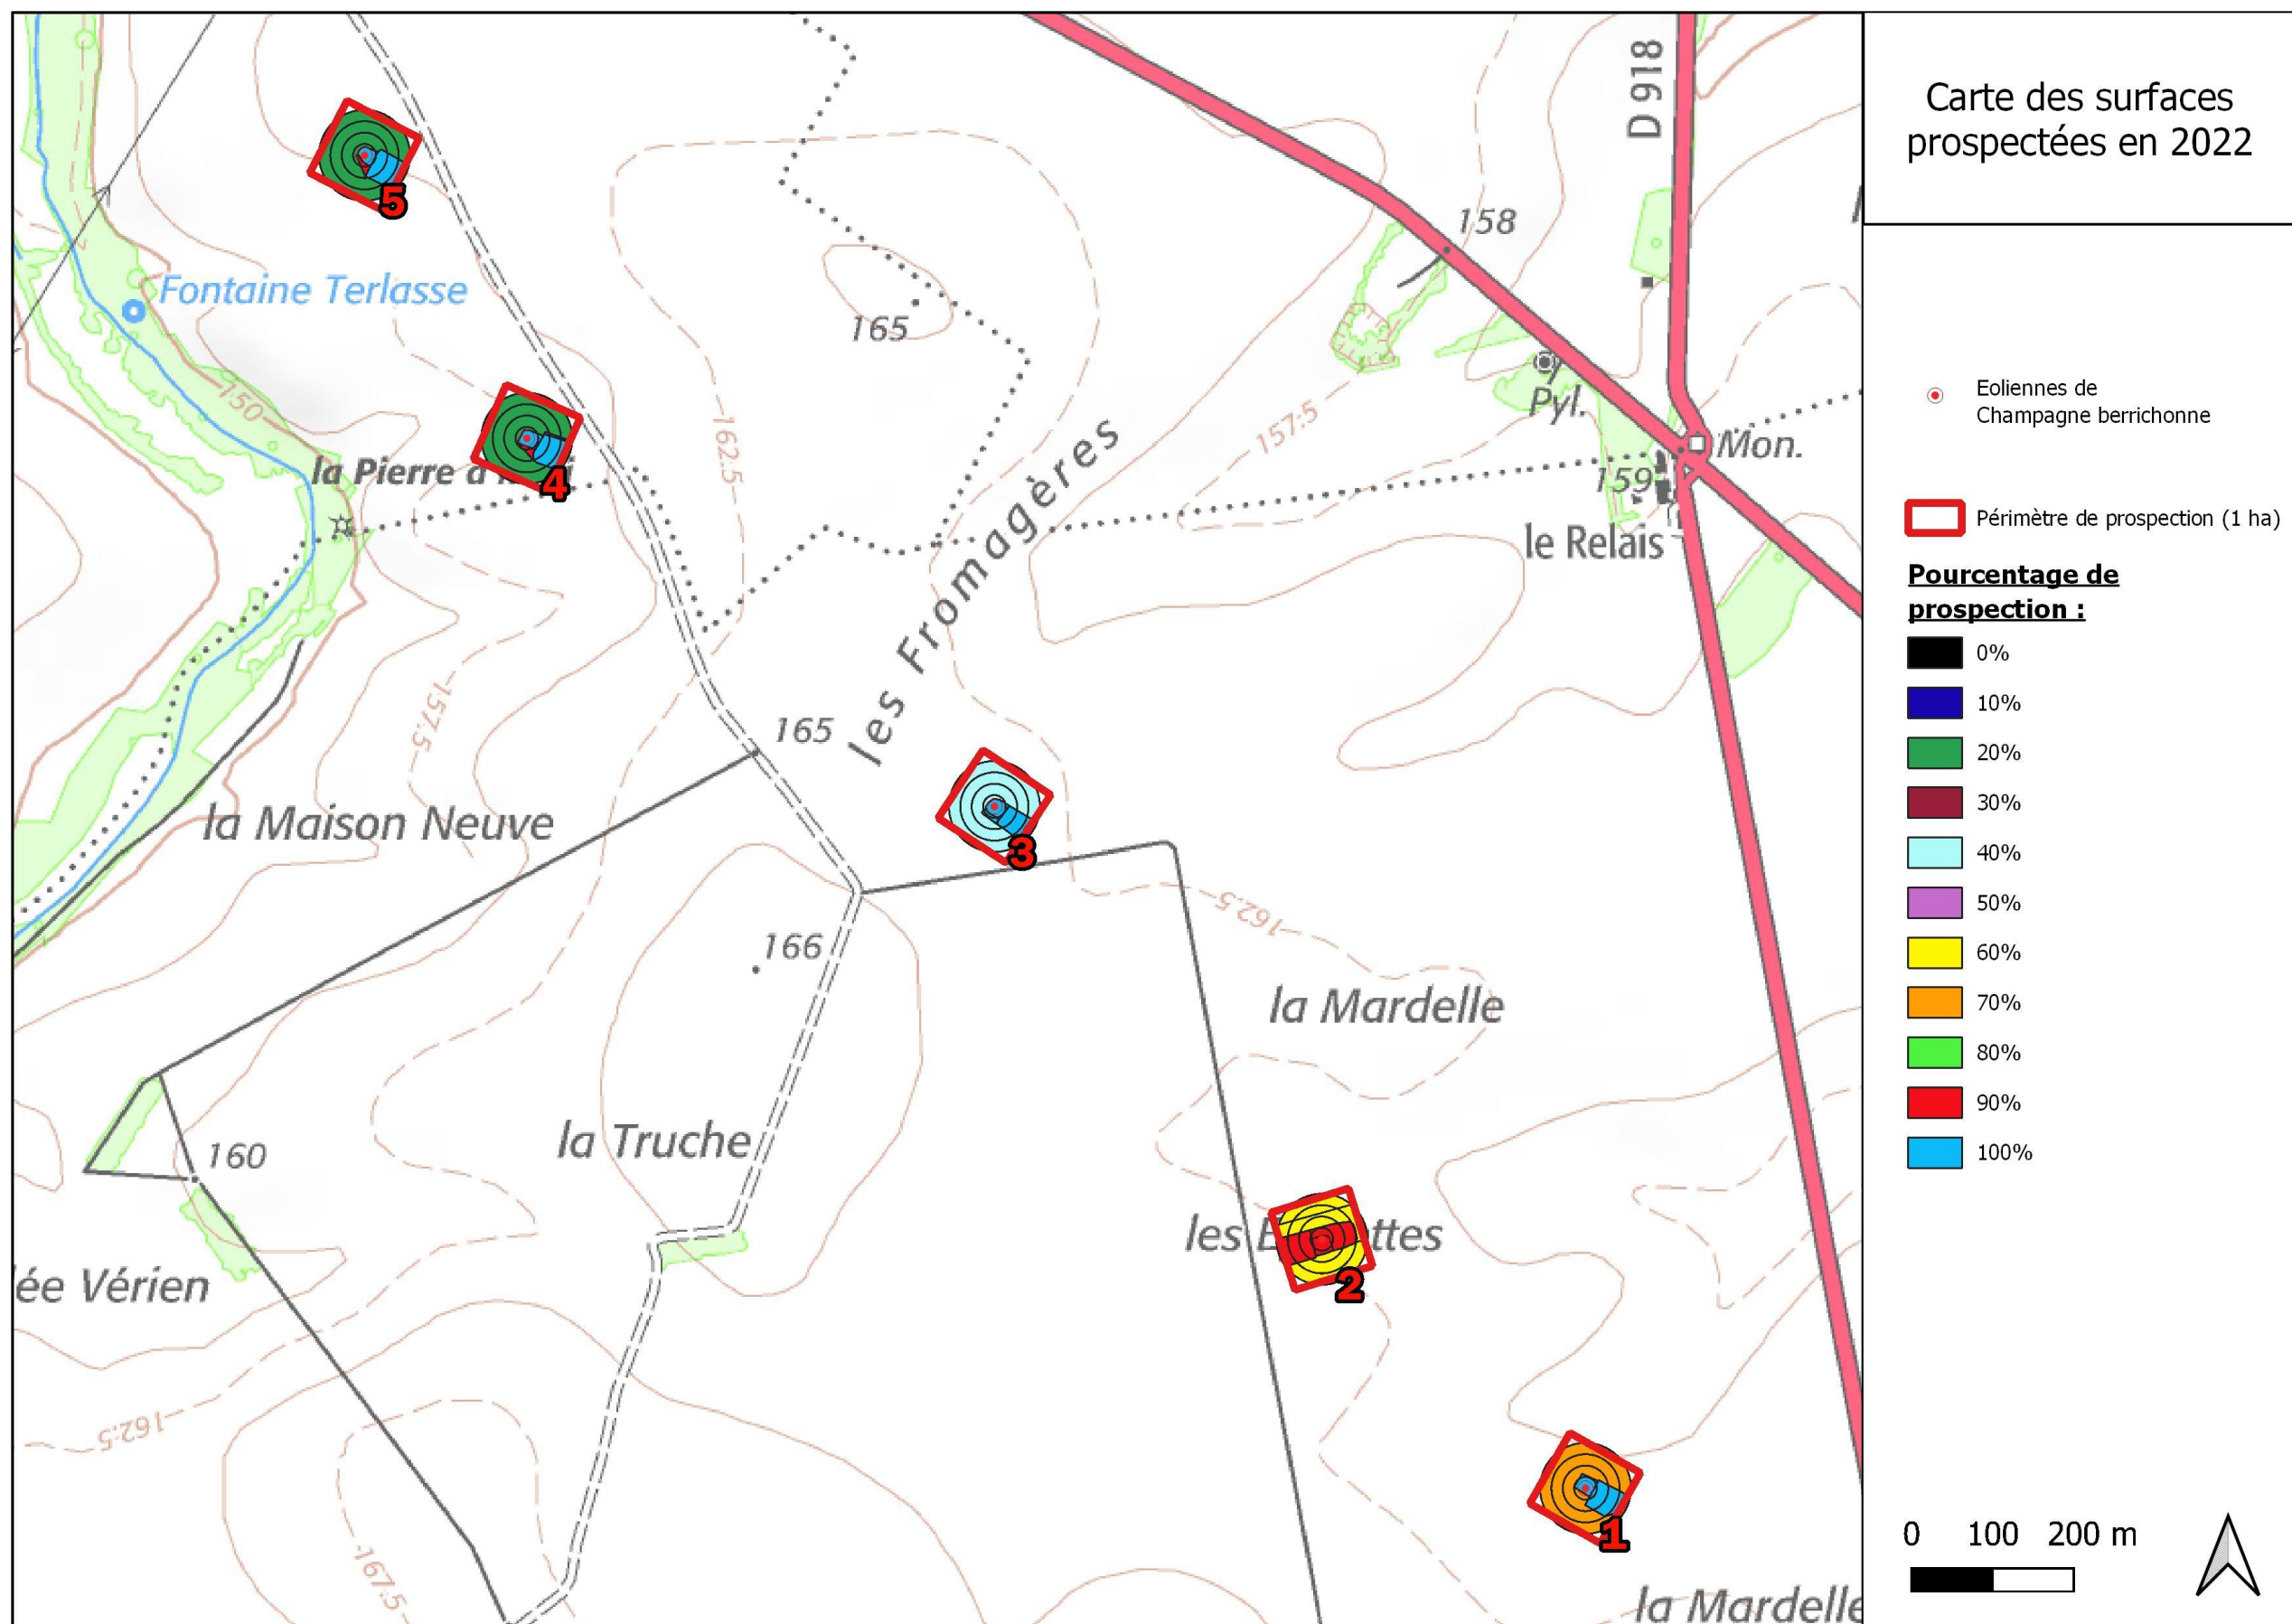 Carte des surfaces
prospectées en 2022
Eoliennes de
Champagne berrichonne
Périmètre de prospection (1 ha)
Pourcentage de
prospection :
0%
10%
20%
30%
40%
50%
60%
70%
80%
90%
100%
0 100 200 m
D 918
158
5
Fontaine Terlasse
165
150
162.5
157.5
Pyl.
Mon.
159
le Relais
la Pierre à
4
les Fromagères
157.5
165
la Maison Neuve
3
162.5
166
la Mardelle
la Truche
160
les
ttes
2
ée Vérien
162.5
167.5
1
la Mardelle